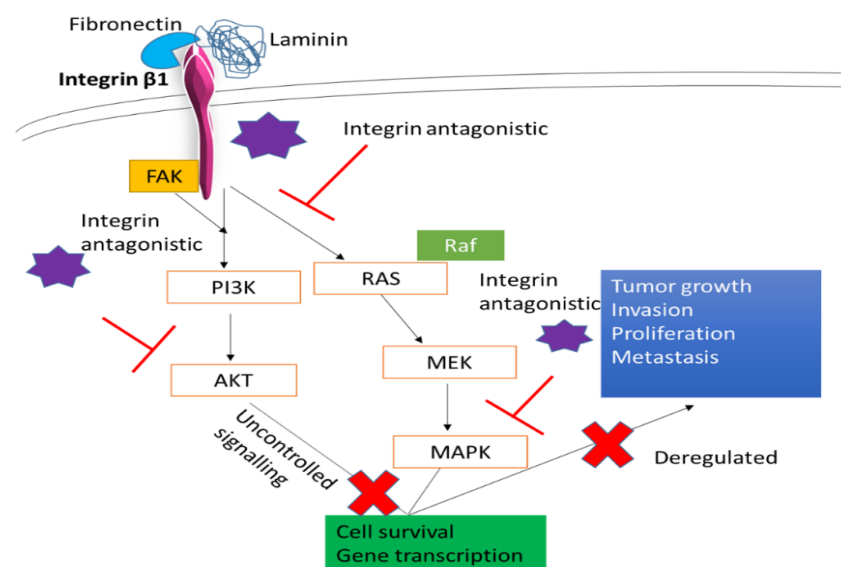 Fibronectin
Laminin
Integrin β1
Integrin antagonistic
FAK
Integrin
antagonistic
Raf
PI3K
RAS
Integrin
antagonistic
Tumor growth
Invasion
Proliferation
Metastasis
AKT
MEK
Uncontrolled
signalling
MAPK
Deregulated
Cell survival
Gene transcription